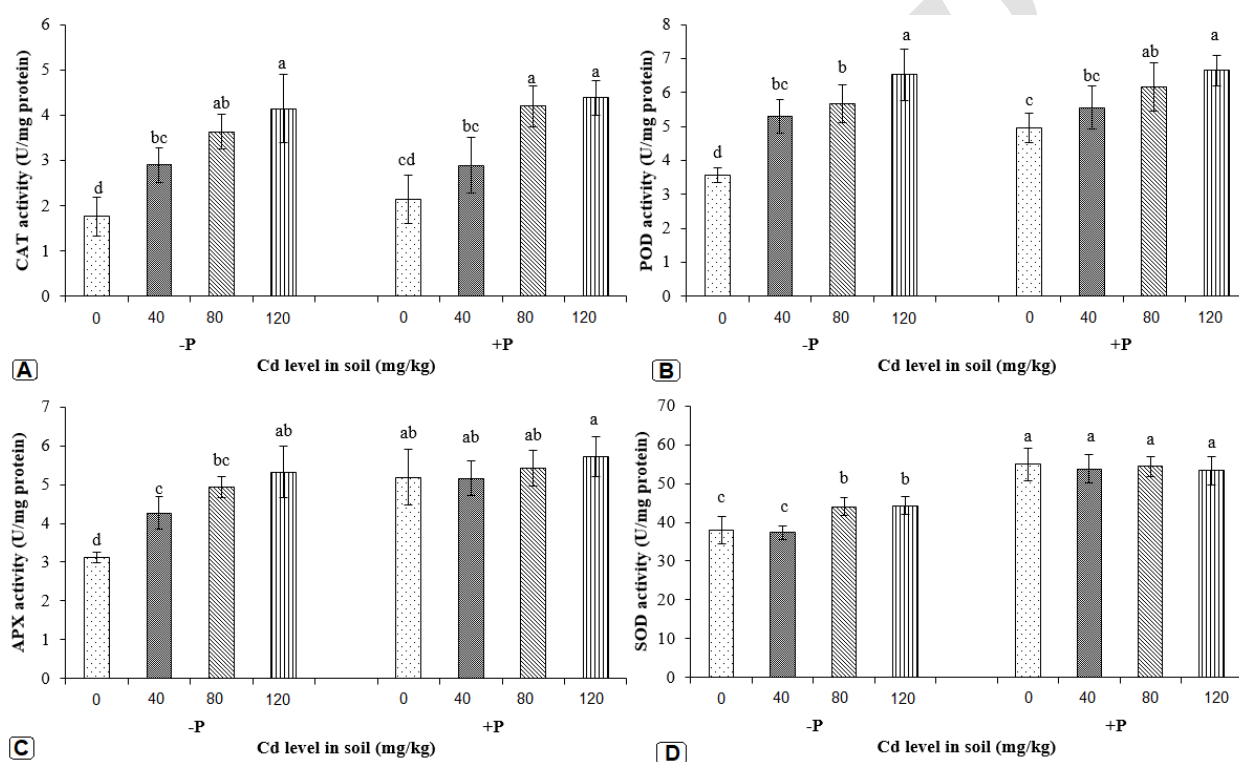 CAT activity (U/mg protein)
6
5
4
3
2
1
0
d
bc
ab
a
cd
bc
a
a
0 40 80 120 0 40 80 120
-P +P
Cd level in soil (mg/kg)
A
POD activity (U/mg protein)
8
7
6
5
4
3
2
1
0
d
bc
b
a
c
bc
ab
a
0 40 80 120 0 40 80 120
-P +P
Cd level in soil (mg/kg)
B
APX activity (U/mg protein)
7
6
5
4
3
2
1
0
d
c
bc
ab
ab
ab
ab
a
0 40 80 120 0 40 80 120
-P +P
Cd level in soil (mg/kg)
C
SOD activity (U/mg protein)
70
60
50
40
30
20
10
0
c
c
b
b
a
a
a
a
0 40 80 120 0 40 80 120
-P +P
Cd level in soil (mg/kg)
D